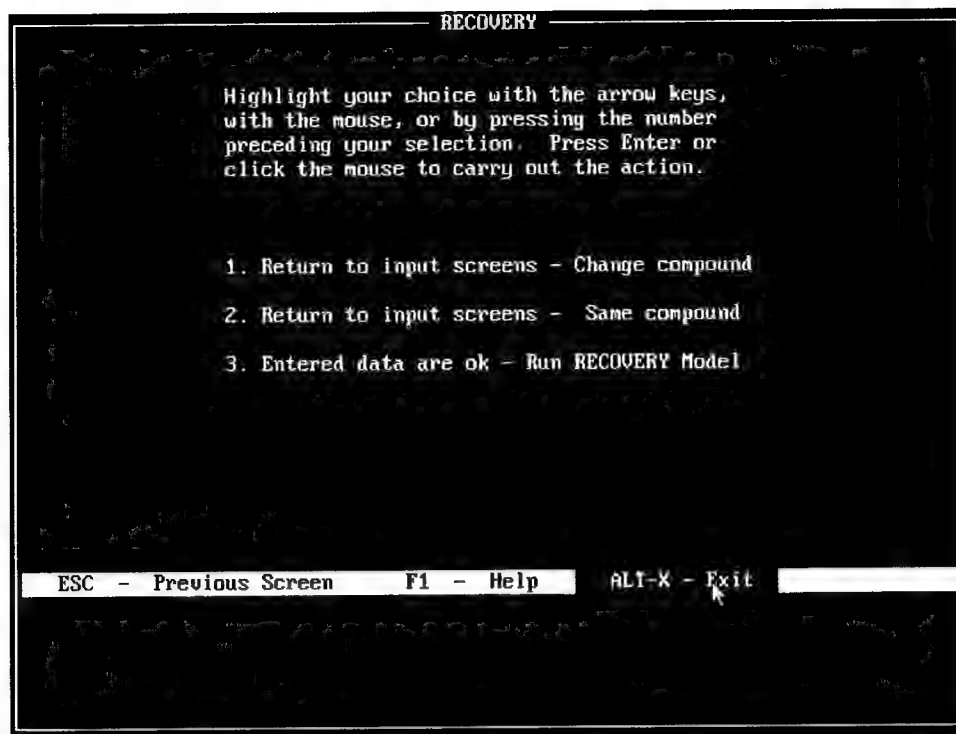 RECOVERY
Highlight your choice with the arrow keys,
with the mouse, or by pressing the number
preceding your selection. Press Enter or
click the mouse to carry out the action.
1. Return to input screens - Change compound
2. Return to input screens - Same compound
3. Entered data are ok - Run RECOVERY Model
ESC - Previous Screen F1 - Help ALT-X - Exit